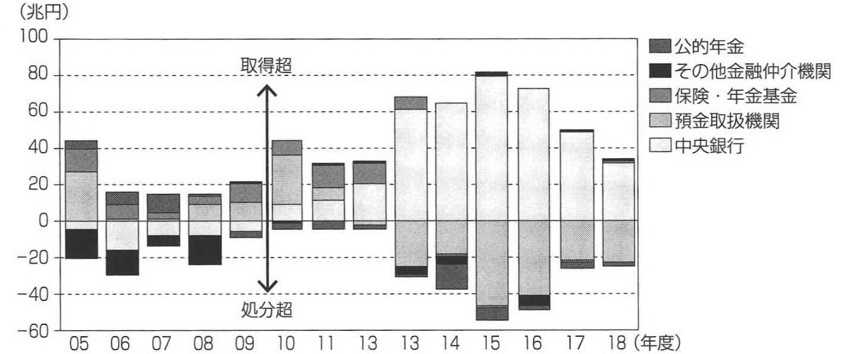 (兆円)
100
80
60
40
20
0
−20
−40
−60
取得超
処分超
05 06 07 08 09 10 11 13 13 14 15 16 17 18 (年度)
公的年金
その他金融仲介機関
保険・年金基金
預金取扱機関
中央銀行